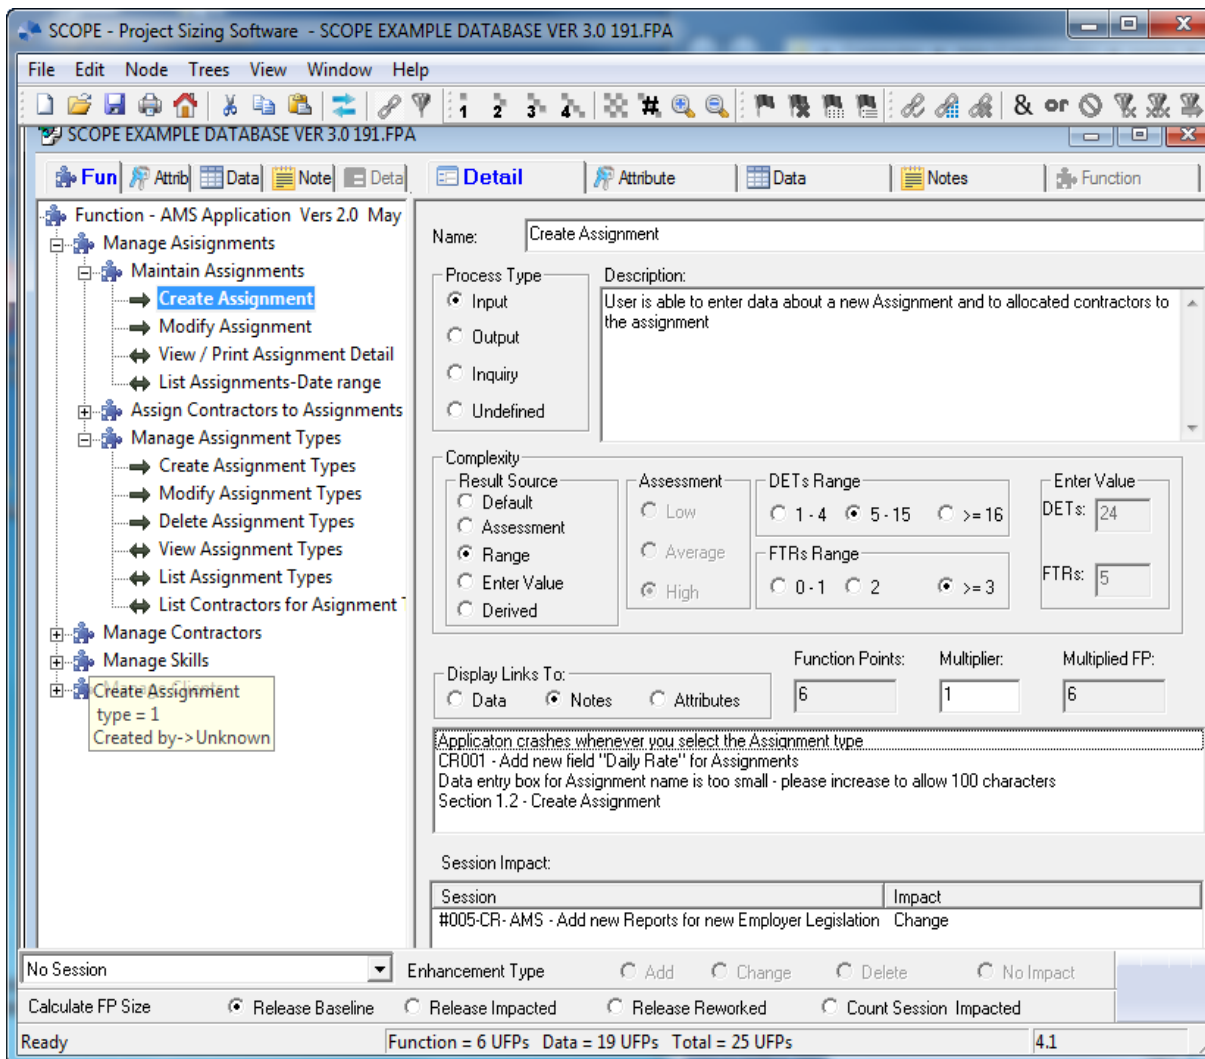 SCOPE - Project Sizing Software - SCOPE EXAMPLE DATABASE VER 3.0 191.FPA
File Edit Node Trees View Window Help
1 2 3 4 # & or
SCOPE EXAMPLE DATABASE VER 3.0 191.FPA
Fun Attrib Data Note Detai
Detail Attribute Data Notes Function
Function - AMS Application Vers 2.0 May
Manage Asisignments
Maintain Assignments
Create Assignment
Modify Assignment
View / Print Assignment Detail
List Assignments-Date range
Assign Contractors to Assignments
Manage Assignment Types
Create Assignment Types
Modify Assignment Types
Delete Assignment Types
View Assignment Types
List Assignment Types
List Contractors for Asignment
Manage Contractors
Manage Skills
Create Assignment
type = 1
Created by->Unknown
Name: Create Assignment
Process Type
Input
Output
Inquiry
Undefined
Description:
User is able to enter data about a new Assignment and to allocated contractors to
the assignment
Complexity
Result Source
Default
Assessment
Range
Enter Value
Derived
Assessment
Low
Average
High
DETs Range
1 - 4 5 - 15 >= 16
FTRs Range
0 - 1 2 >= 3
Enter Value
DETs: 24
FTRs: 5
Display Links To:
Data Notes Attributes
Function Points: Multiplier: Multiplied FP:
6 1 6
Applicaton crashes whenever you select the Assignment type
CR001 - Add new field "Daily Rate" for Assignments
Data entry box for Assignment name is too small - please increase to allow 100 characters
Section 1.2 - Create Assignment
Session Impact:
Session Impact
#005-CR- AMS - Add new Reports for new Employer Legislation Change
No Session Enhancement Type Add Change Delete No Impact
Calculate FP Size Release Baseline Release Impacted Release Reworked Count Session Impacted
Ready Function = 6 UFPs Data = 19 UFPs Total = 25 UFPs 4.1